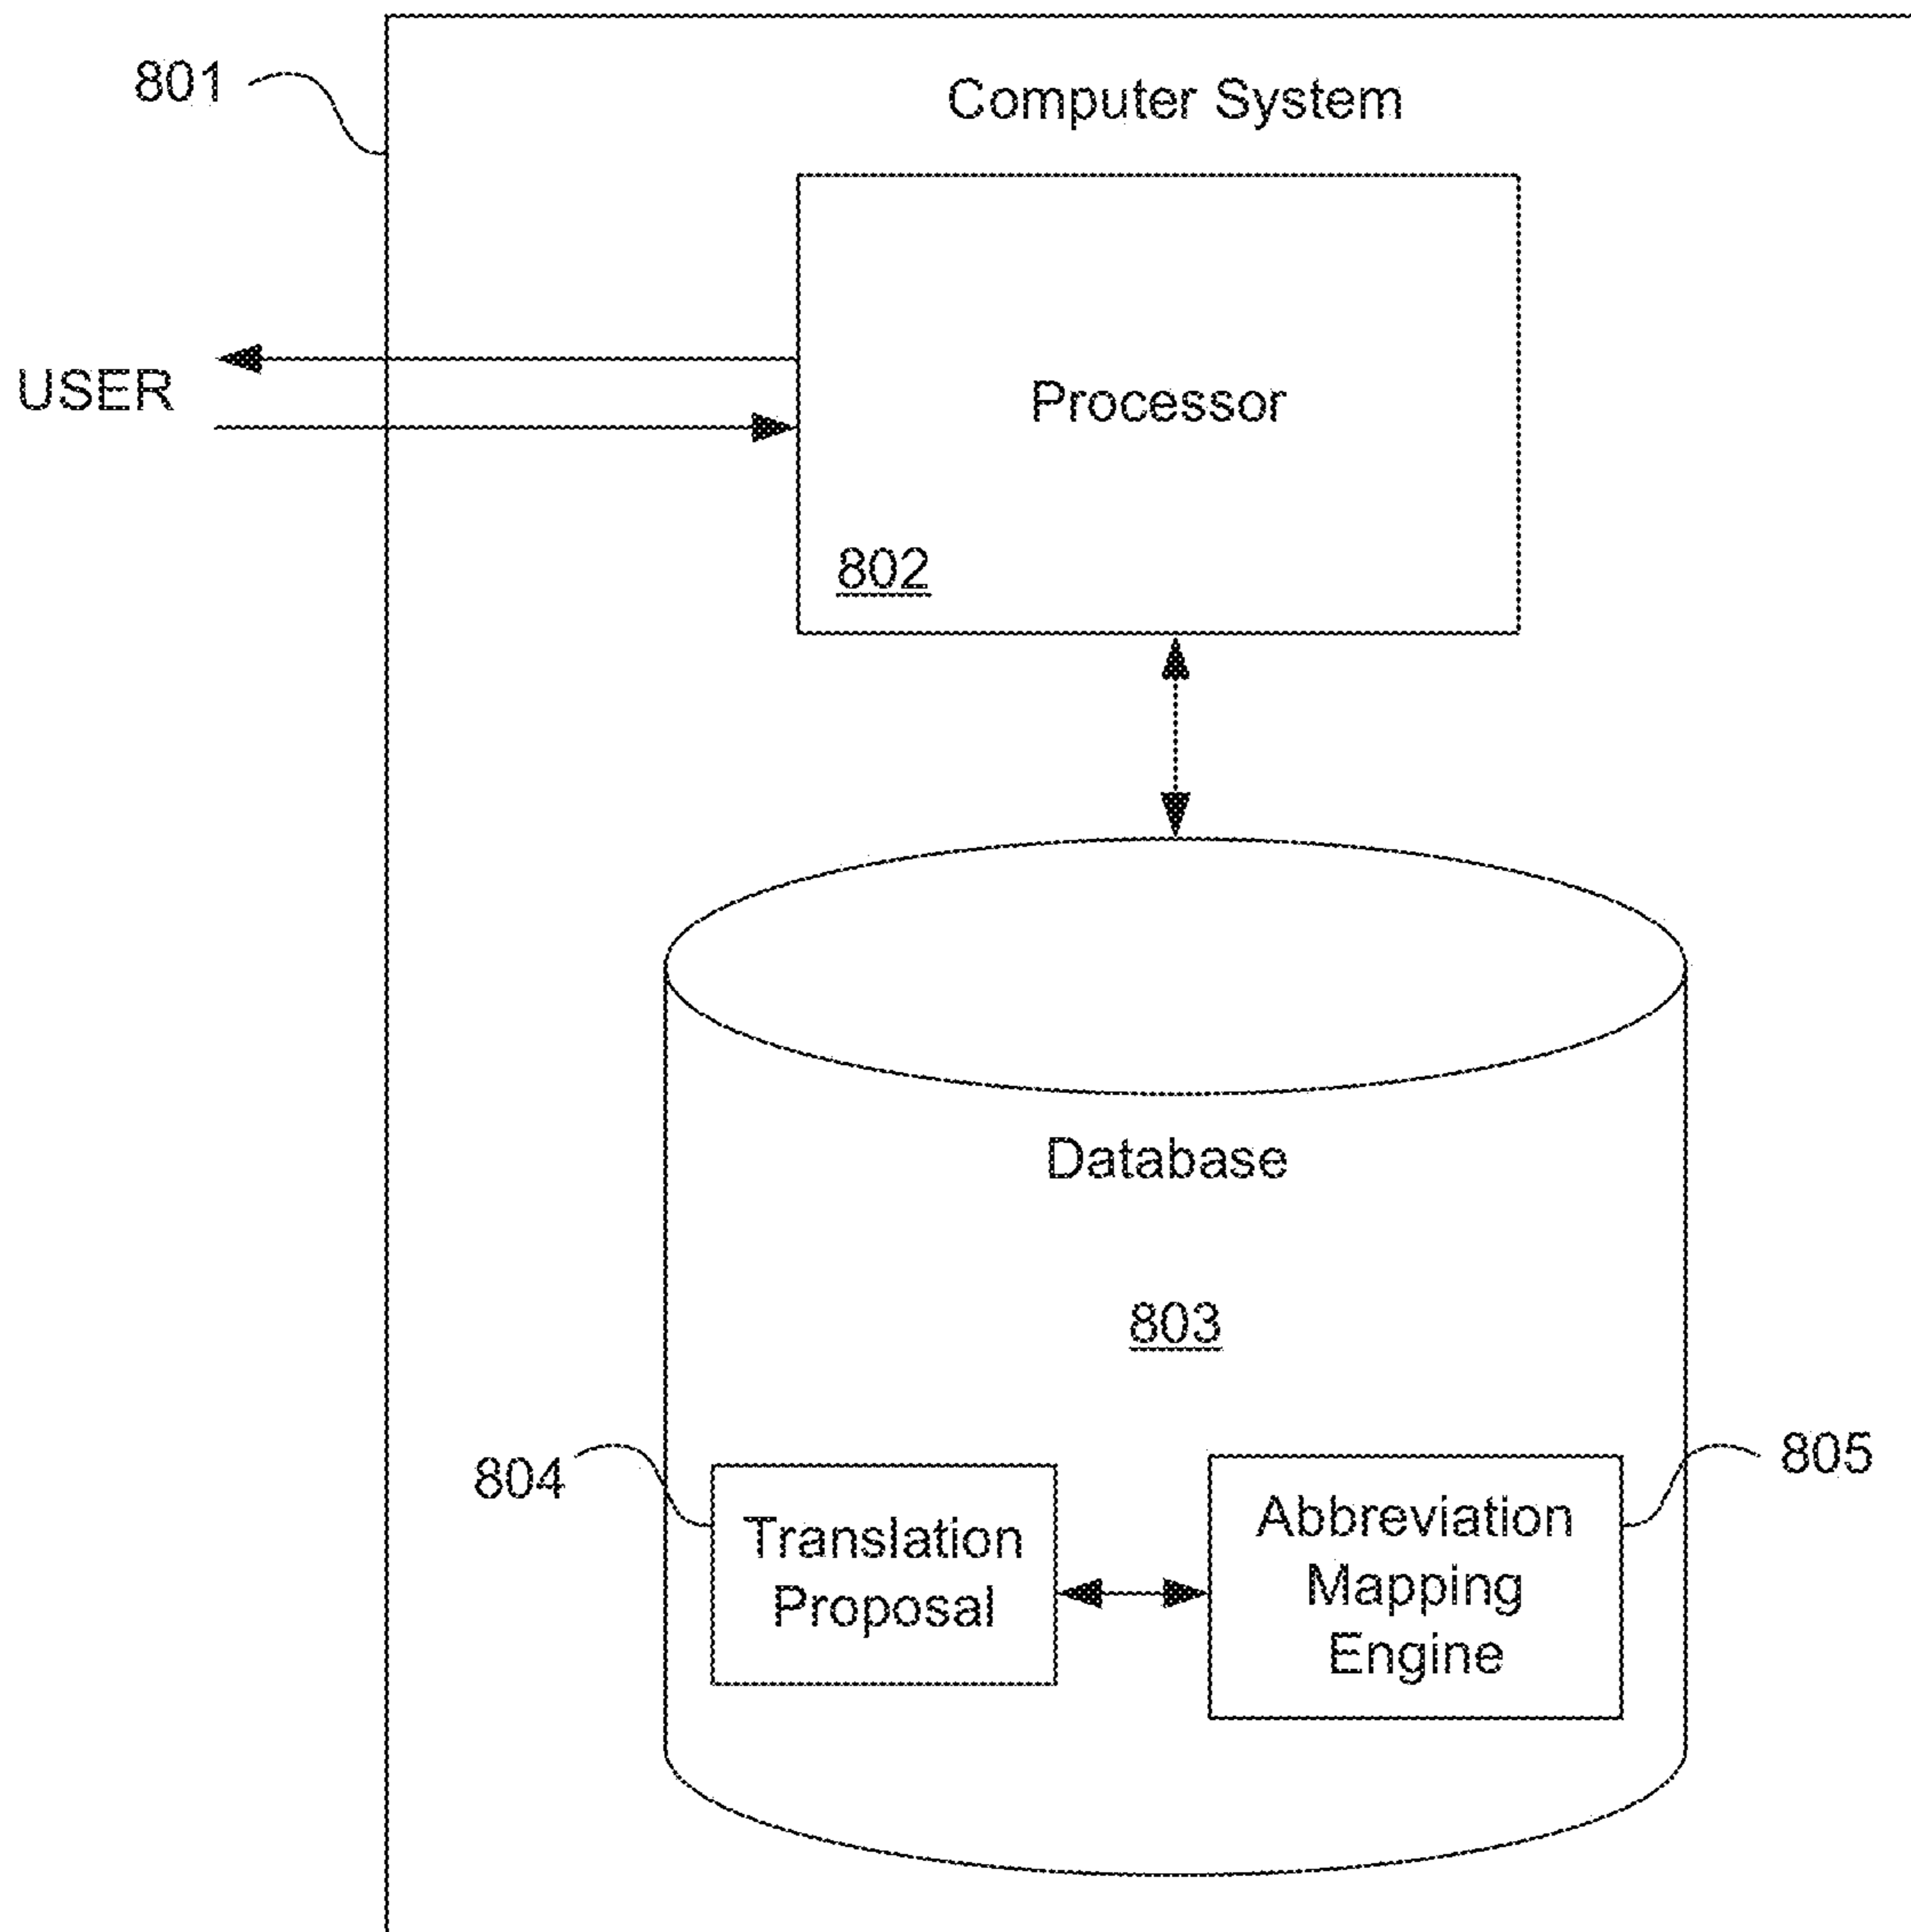 801
Computer System
USER
Processor
802
Database
803
804
805
Translation
Proposal
Abbreviation
Mapping
Engine